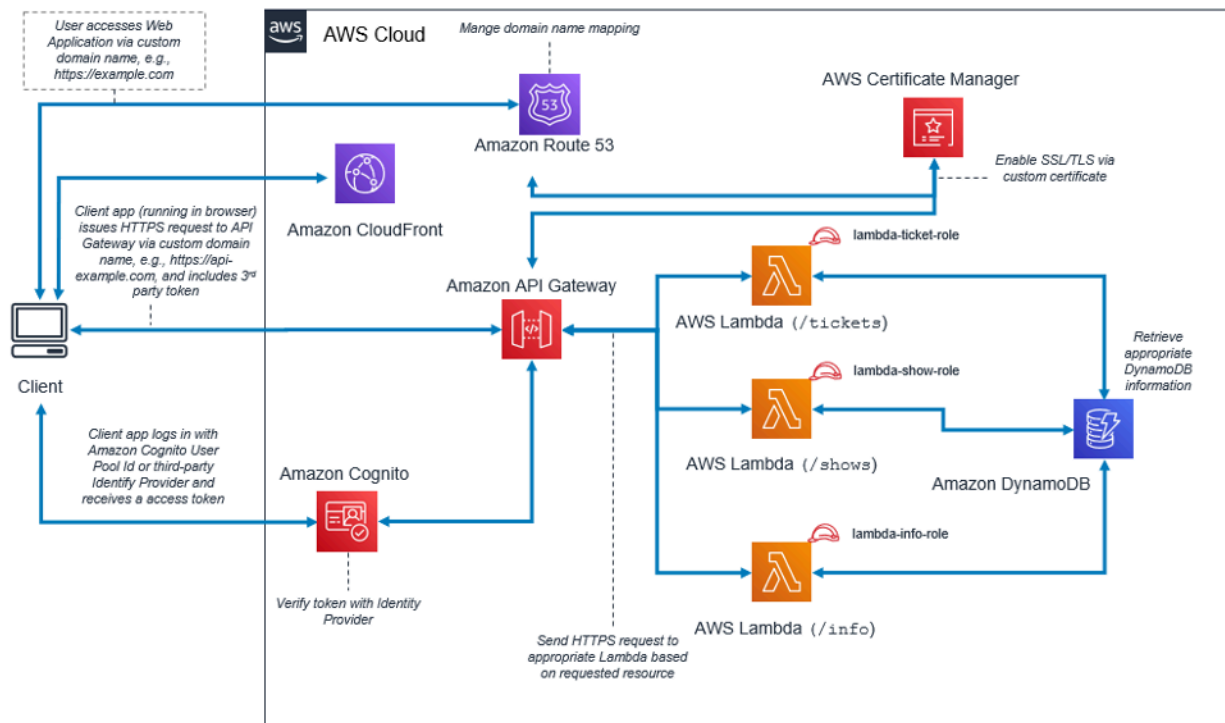 User accesses Web
Application via custom
domain name, e.g.,
https://example.com
aws
AWS Cloud
Mange domain name mapping
53
Amazon Route 53
AWS Certificate Manager
Enable SSL/TLS via
custom certificate
Amazon CloudFront
Client app (running in browser)
issues HTTPS request to API
Gateway via custom domain
name, e.g., https://api-
example.com, and includes 3rd
party token
Client
Amazon API Gateway
lambda-ticket-role
AWS Lambda (/tickets)
lambda-show-role
AWS Lambda (/shows)
Retrieve
appropriate
DynamoDB
information
Amazon DynamoDB
Client app logs in with
Amazon Cognito User
Pool Id or third-party
Identify Provider and
receives a access token
Amazon Cognito
Verify token with Identity
Provider
lambda-info-role
AWS Lambda (/info)
Send HTTPS request to
appropriate Lambda based
on requested resource